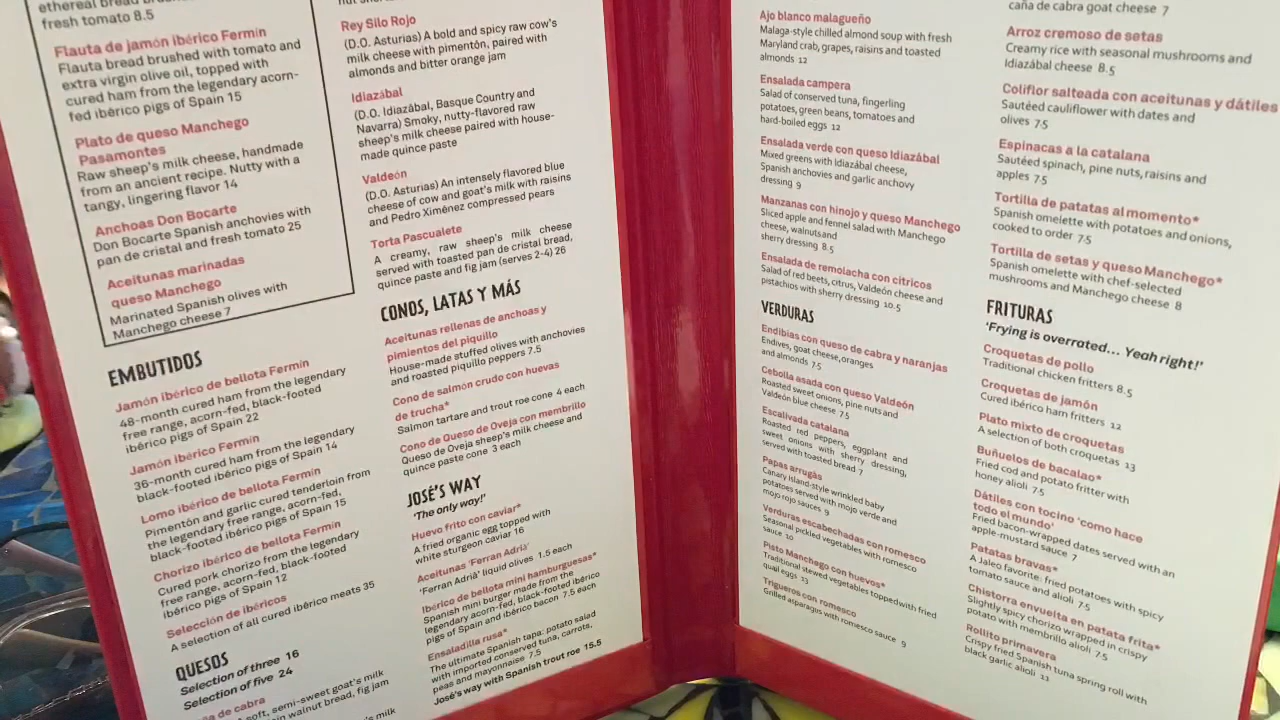 ethereal bread
fresh tomato 8.5
Flauta de jamón ibérico Fermín
Flauta bread brushed with tomato and
extra virgin olive oil, topped with
cured ham from the legendary acorn-
fed ibérico pigs of Spain 15
Plato de queso Manchego
Pasamontes
Raw sheep's milk cheese, handmade
from an ancient recipe. Nutty with a
tangy, lingering flavor 14
Anchoas Don Bocarte
Don Bocarte Spanish anchovies with
pan de cristal and fresh tomato 25
Aceitunas marinadas
queso Manchego
Marinated Spanish olives with
Manchego cheese 7
EMBUTIDOS
Jamón ibérico de bellota Fermín
48-month cured ham from the legendary
free range, acorn-fed, black-footed
ibérico pigs of Spain 22
Jamón ibérico Fermín
36-month cured ham from the legendary
black-footed ibérico pigs of Spain 14
Lomo ibérico de bellota Fermín
Pimentón and garlic cured tenderloin from
the legendary free range, acorn-fed,
black-footed ibérico pigs of Spain 15
Chorizo ibérico de bellota Fermín
Cured pork chorizo from the legendary
free range, acorn-fed, black-footed
ibérico pigs of Spain 12
Selección de ibéricos
A selection of all cured ibérico meats 35
QUESOS
Selection of three 16
Selection of five 24
de cabra
soft, semi-sweet goat's milk
walnut bread, fig jam
milk
Rey Silo Rojo
(D.O. Asturias) A bold and spicy raw cow's
milk cheese with pimentón, paired with
almonds and bitter orange jam
Idiazábal
(D.O. Idiazábal, Basque Country and
Navarra) Smoky, nutty-flavored raw
sheep's milk cheese paired with house-
made quince paste
Valdeón
(D.O. Asturias) An intensely flavored blue
cheese of cow and goat's milk with raisins
and Pedro Ximénez compressed pears
Torta Pascualete
A creamy, raw sheep's milk cheese
served with toasted pan de cristal bread,
quince paste and fig jam (serves 2-4) 26
CONOS, LATAS Y MÁS
Aceitunas rellenas de anchoas y
pimientos del piquillo
House-made stuffed olives with anchovies
and roasted piquillo peppers 7.5
Cono de salmón crudo con huevas
de trucha*
Salmon tartare and trout roe cone 4 each
Cono de Queso de Oveja con membrillo
Queso de Oveja sheep's milk cheese and
quince paste cone 3 each
JOSÉ'S WAY
'The only way!'
Huevo frito con caviar*
A fried organic egg topped with
white sturgeon caviar 16
Aceitunas 'Ferran Adrià'
'Ferran Adrià' liquid olives 1.5 each
Ibérico de bellota mini hamburguesas*
Spanish mini burger made from the
legendary acorn-fed, black-footed ibérico
pigs of Spain and ibérico bacon 7.5 each
Ensaladilla rusa*
The ultimate Spanish tapa: potato salad
with imported conserved tuna, carrots,
peas and mayonnaise 7.5
José's way with Spanish trout roe 15.5
Ajo blanco malagueño
Malaga-style chilled almond soup with fresh
Maryland crab, grapes, raisins and toasted
almonds 12
Ensalada campera
Salad of conserved tuna, fingerling
potatoes, green beans, tomatoes and
hard-boiled eggs 12
Ensalada verde con queso Idiazábal
Mixed greens with Idiazábal cheese,
Spanish anchovies and garlic anchovy
dressing 9
Manzanas con hinojo y queso Manchego
Sliced apple and fennel salad with Manchego
cheese, walnutsand
sherry dressing 8.5
Ensalada de remolacha con cítricos
Salad of red beets, citrus, Valdeón cheese and
pistachios with sherry dressing 10.5
VERDURAS
Endibias con queso de cabra y naranjas
Endives, goat cheese,oranges
and almonds 7.5
Cebolla asada con queso Valdeón
Roasted sweet onions, pine nuts and
Valdeón blue cheese 7.5
Escalivada catalana
Roasted red peppers, eggplant and
sweet onions with sherry dressing,
served with toasted bread 7
Papas arrugás
Canary Island-style wrinkled baby
potatoes served with mojo verde and
mojo rojo sauces 9
Verduras escabechadas con romesco
Seasonal pickled vegetables with romesco
sauce 10
Pisto Manchego con huevos*
Traditional stewed vegetables topped with fried
quail eggs 13
Trigueros con romesco
Grilled asparagus with romesco sauce 9
caña de cabra goat cheese 7
Arroz cremoso de setas
Creamy rice with seasonal mushrooms and
Idiazábal cheese 8.5
Coliflor salteada con aceitunas y dátiles
Sautéed cauliflower with dates and
olives 7.5
Espinacas a la catalana
Sautéed spinach, pine nuts, raisins and
apples 7.5
Tortilla de patatas al momento*
Spanish omelette with potatoes and onions,
cooked to order 7.5
Tortilla de setas y queso Manchego*
Spanish omelette with chef-selected
mushrooms and Manchego cheese 8
FRITURAS
'Frying is overrated... Yeah right!'
Croquetas de pollo
Traditional chicken fritters 8.5
Croquetas de jamón
Cured ibérico ham fritters 12
Plato mixto de croquetas
A selection of both croquetas 13
Buñuelos de bacalao*
Fried cod and potato fritter with
honey alioli 7.5
Dátiles con tocino 'como hace
todo el mundo'
Fried bacon-wrapped dates served with an
apple-mustard sauce 7
Patatas bravas*
A Jaleo favorite: fried potatoes with spicy
tomato sauce and alioli 7.5
Chistorra envuelta en patata frita*
Slightly spicy chorizo wrapped in crispy
potato with membrillo alioli 7.5
Rollito primavera
Crispy fried Spanish tuna spring roll with
black garlic alioli 13